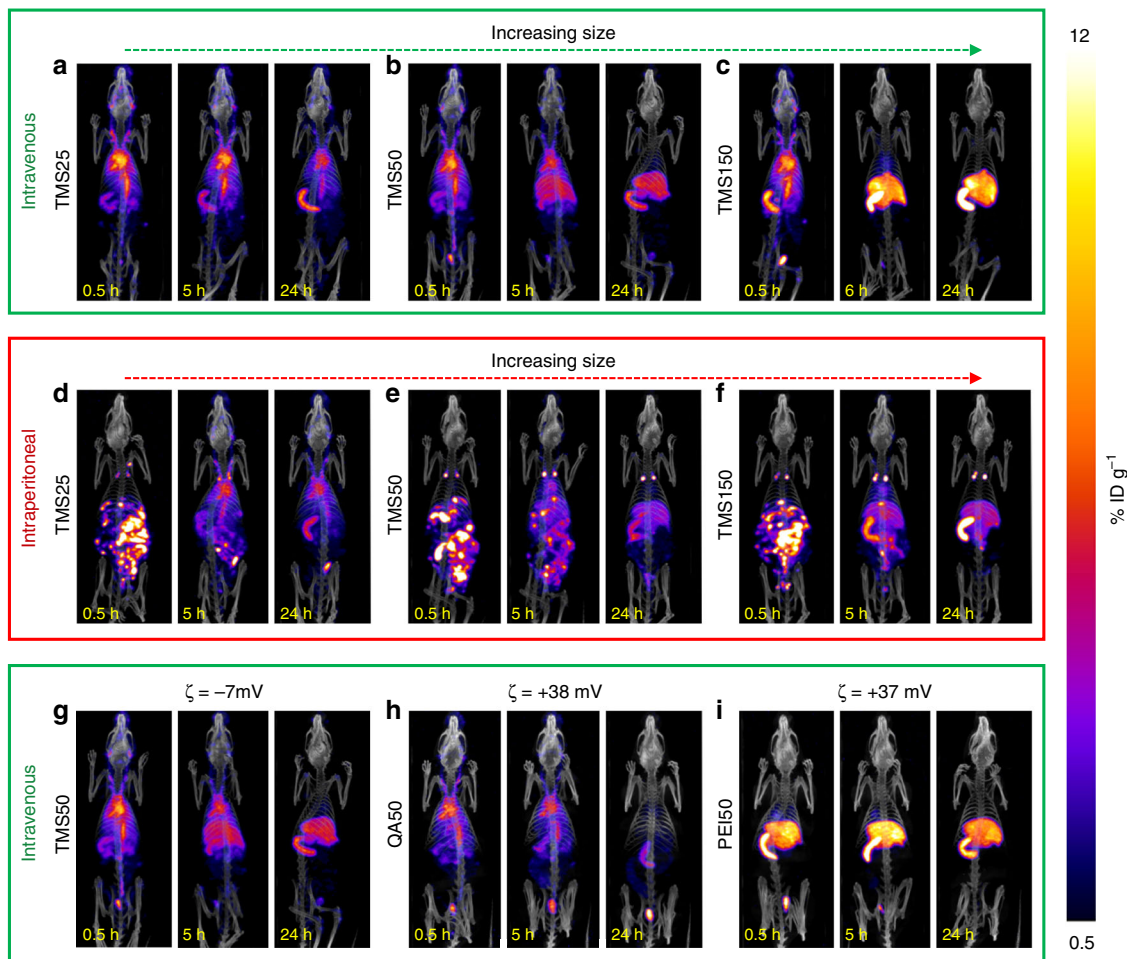 Increasing size
a
b
c
Intravenous
TMS25
TMS50
TMS150
0.5 h
5 h
24 h
0.5 h
5 h
24 h
0.5 h
6 h
24 h
Increasing size
d
e
f
Intraperitoneal
TMS25
TMS50
TMS150
0.5 h
5 h
24 h
0.5 h
5 h
24 h
0.5 h
5 h
24 h
ζ = –7mV
ζ = +38 mV
ζ = +37 mV
g
h
i
Intravenous
TMS50
QA50
PEI50
0.5 h
5 h
24 h
0.5 h
5 h
24 h
0.5 h
5 h
24 h
12
% ID g⁻¹
0.5